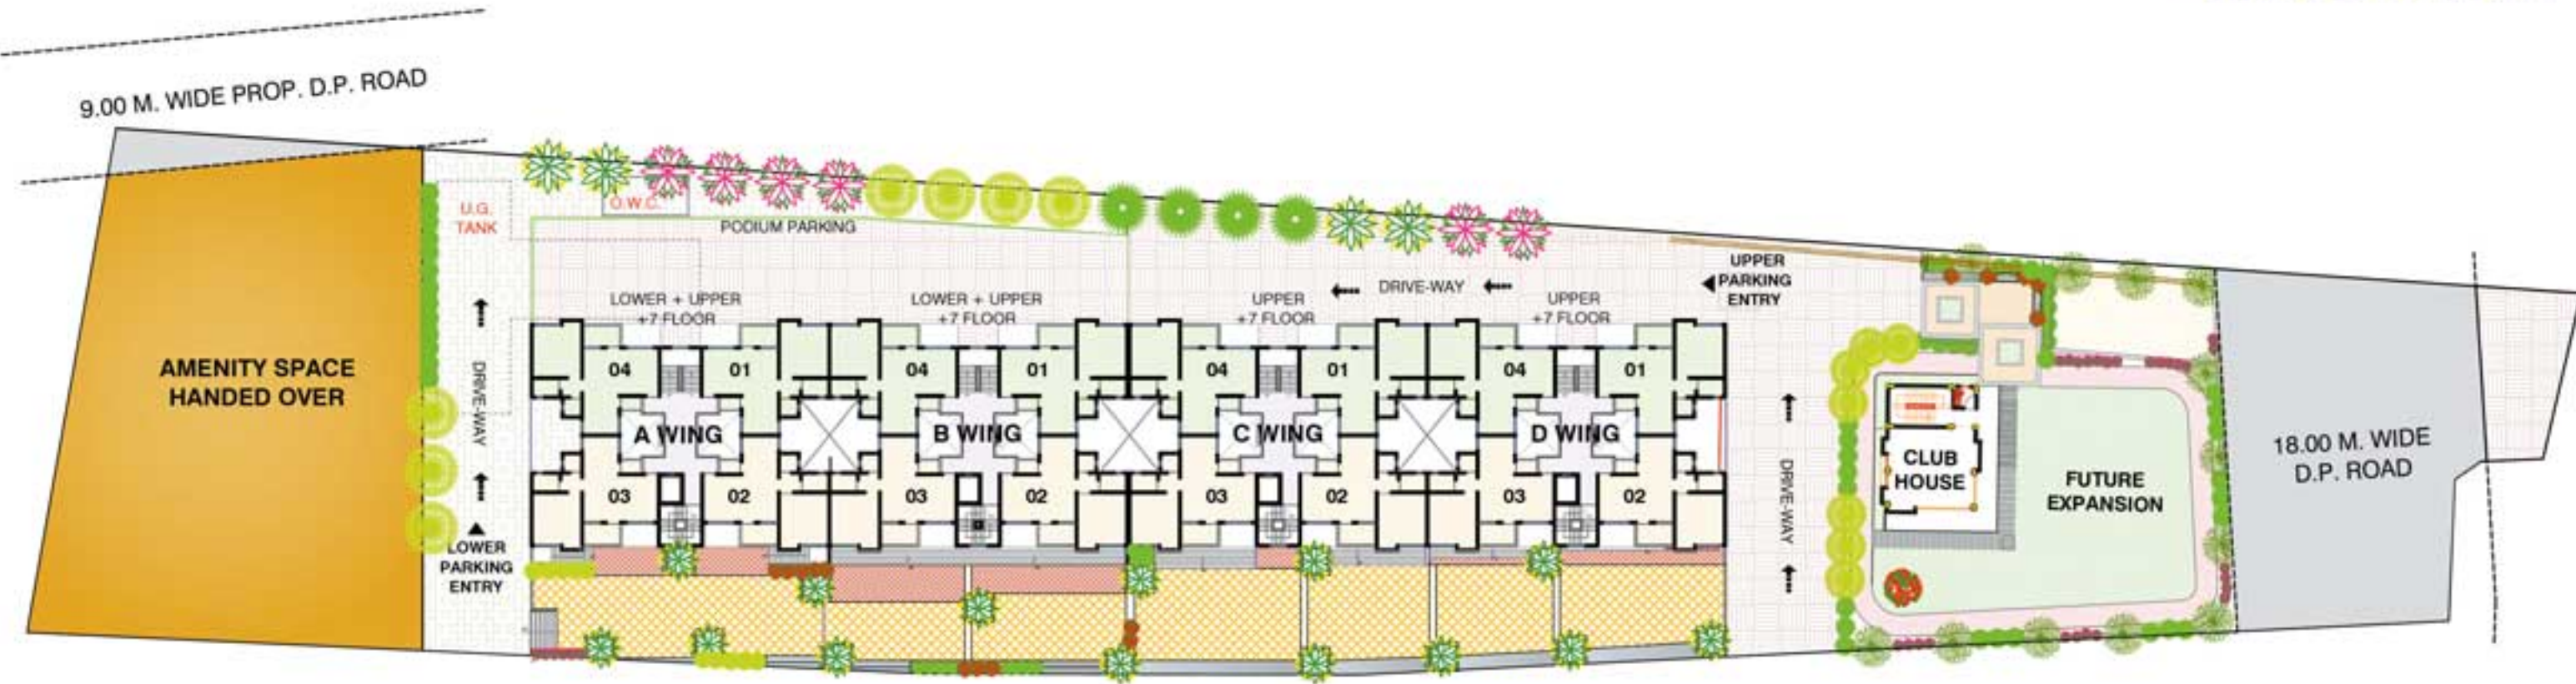 9.00 M. WIDE PROP. D.P. ROAD
AMENITY SPACE
HANDED OVER
U.G.
TANK
O.W.C.
PODIUM PARKING
DRIVE-WAY
LOWER
PARKING
ENTRY
LOWER + UPPER
+7 FLOOR
LOWER + UPPER
+7 FLOOR
UPPER
+7 FLOOR
UPPER
+7 FLOOR
DRIVE-WAY
UPPER
PARKING
ENTRY
04
01
A WING
03
02
04
01
B WING
03
02
04
01
C WING
03
02
04
01
D WING
03
02
DRIVE-WAY
CLUB
HOUSE
FUTURE
EXPANSION
18.00 M. WIDE
D.P. ROAD